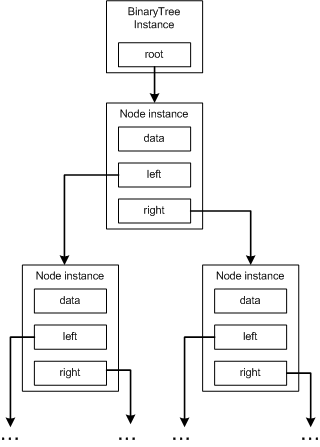 BinaryTree
Instance
root
Node instance
data
left
right
Node instance
data
left
right
Node instance
data
left
right
... ... ... ...